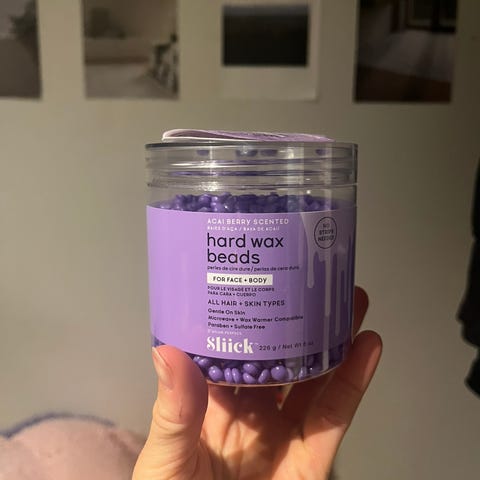 ACAI BERRY SCENTED
BAIES D'AÇAÍ / BAYA DE ACAÍ
hard wax
beads
perles de cire dure / perlas de cera dura
NO
STRIPS
NEEDED
FOR FACE + BODY
POUR LE VISAGE ET LE CORPS
PARA CARA + CUERPO
ALL HAIR + SKIN TYPES
Gentle On Skin
Microwave + Wax Warmer Compatible
Paraben + Sulfate Free
Sliick
226 g / Net Wt 8 oz.